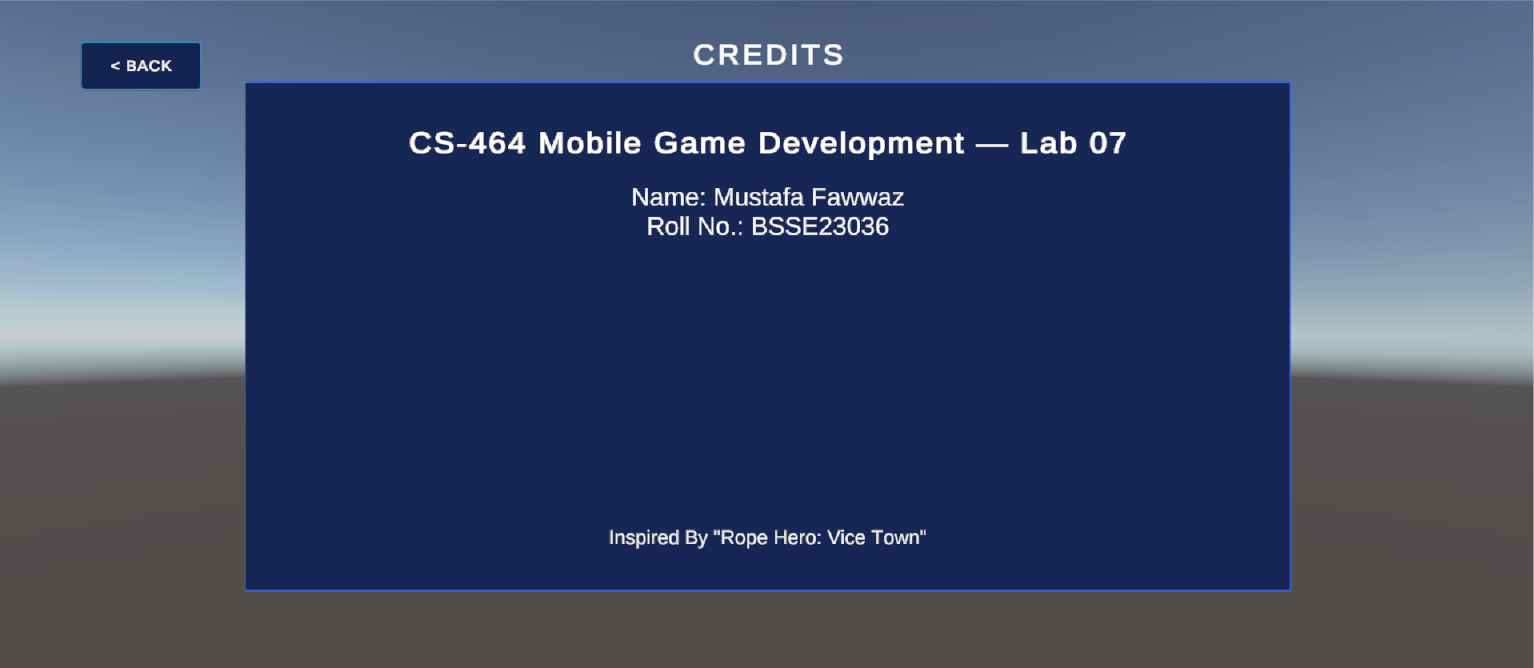 < BACK
CREDITS
CS-464 Mobile Game Development — Lab 07
Name: Mustafa Fawwaz
Roll No.: BSSE23036
Inspired By "Rope Hero: Vice Town"